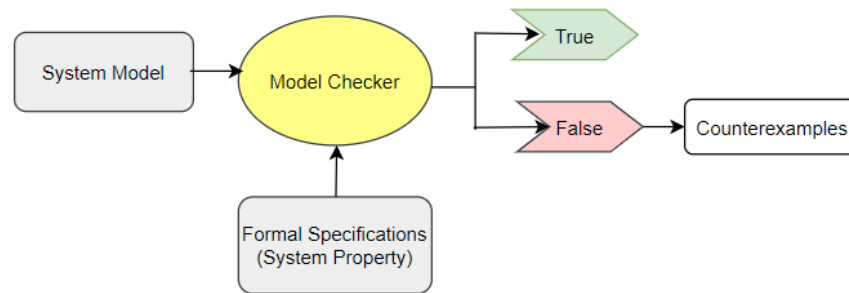 System Model
Model Checker
True
False
Counterexamples
Formal Specifications
(System Property)